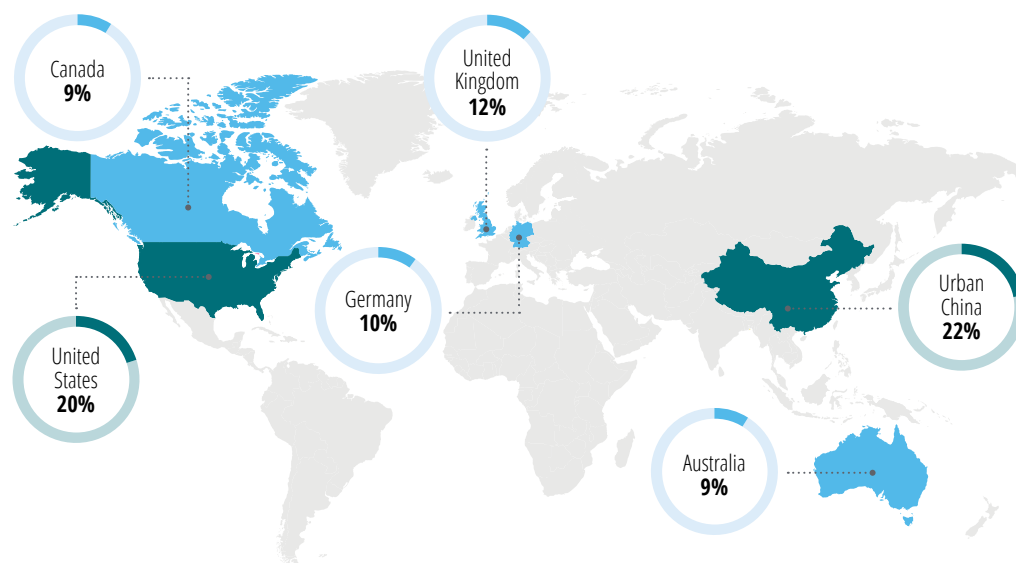 Canada
9%
United
Kingdom
12%
Germany
10%
Urban
China
22%
United
States
20%
Australia
9%